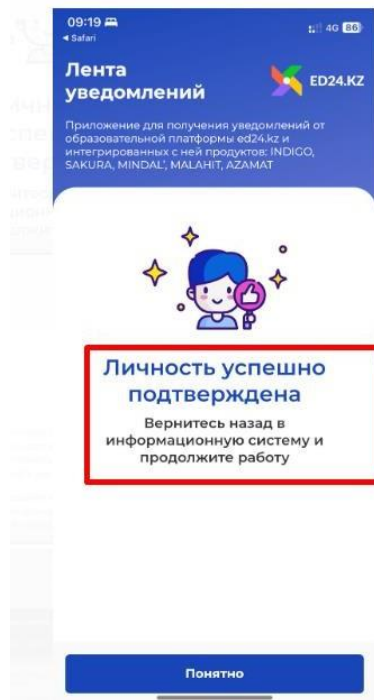 09:19
4G 86
◄ Safari
Лента
уведомлений
ED24.KZ
Приложение для получения уведомлений от
образовательной платформы ed24.kz и
интегрированных с ней продуктов: INDIGO,
SAKURA, MINDAL', MALAHIT, AZAMAT
Личность успешно
подтверждена
Вернитесь назад в
информационную систему и
продолжите работу
Понятно